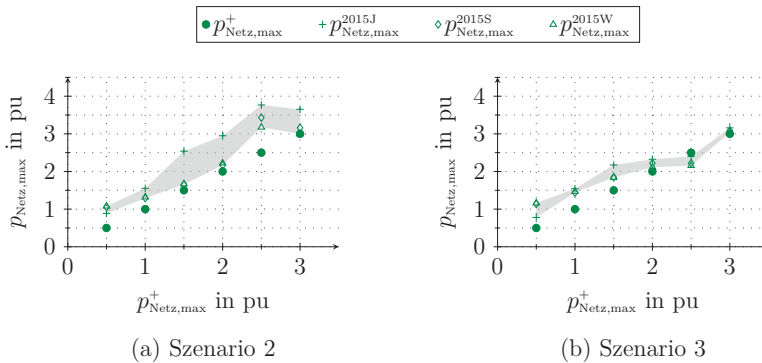 p⁺Netz,max p²⁰¹⁵ᴶNetz,max p²⁰¹⁵ˢNetz,max p²⁰¹⁵ᵂNetz,max
pNetz,max in pu
4
3
2
1
0
0 1 2 3
p⁺Netz,max in pu
(a) Szenario 2
pNetz,max in pu
4
3
2
1
0
0 1 2 3
p⁺Netz,max in pu
(b) Szenario 3